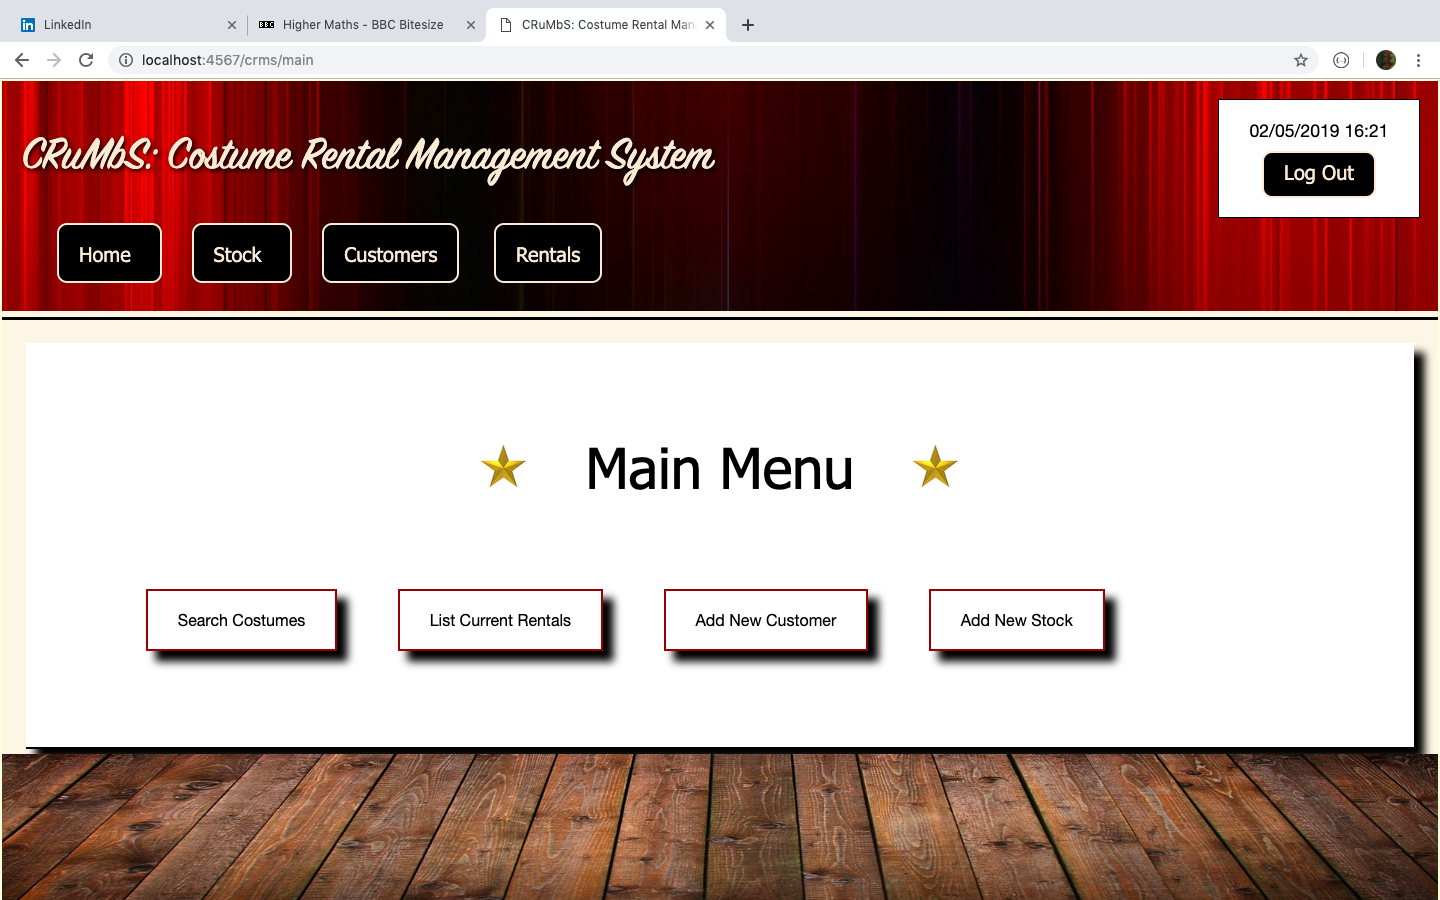 LinkedIn
BBC Higher Maths - BBC Bitesize
CRuMbS: Costume Rental Man
localhost:4567/crms/main
02/05/2019 16:21
Log Out
CRuMbS: Costume Rental Management System
Home Stock Customers Rentals
Main Menu
Search Costumes List Current Rentals Add New Customer Add New Stock